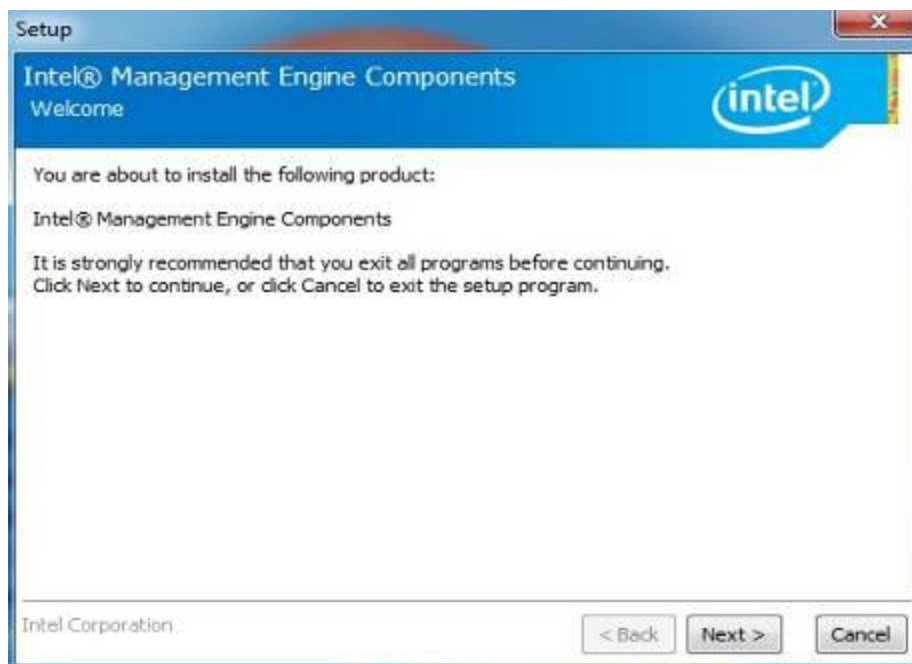 Setup
Intel® Management Engine Components
Welcome
intel
You are about to install the following product:
Intel® Management Engine Components
It is strongly recommended that you exit all programs before continuing.
Click Next to continue, or click Cancel to exit the setup program.
Intel Corporation
< Back Next > Cancel